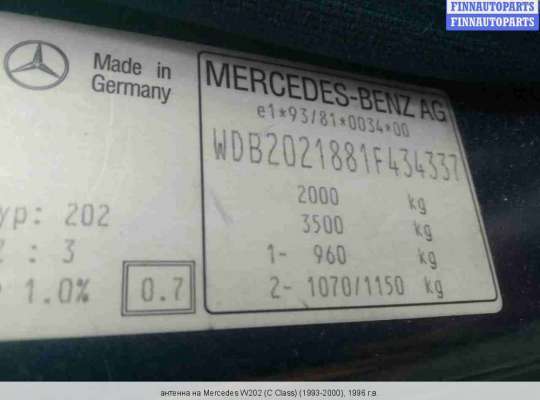 FINNAUTOPARTS
FINNAUTOPARTS
Made in
Germany
MERCEDES-BENZ AG
e1*93/81*0034*00
WDB2021881F434337
2000 kg
3500 kg
1- 960 kg
2- 1070/1150 kg
yp: 202
: 3
1.0%
0.7
антенна на Mercedes W202 (C Class) (1993-2000), 1996 г.в.